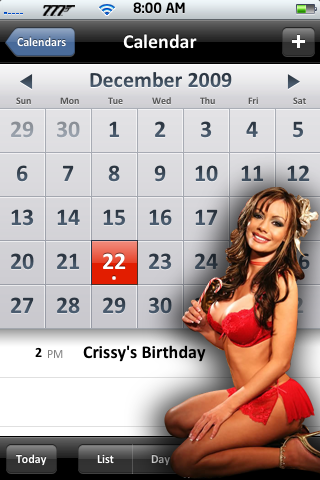 8:00 AM
Calendars Calendar +
December 2009
Sun Mon Tue Wed Thu Fri Sat
29 30 1 2 3 4 5
6 7 8 9 10 11 12
13 14 15 16 17
20 21 22 23 24
27 28 29 30
2 PM Crissy's Birthday
Today List Day